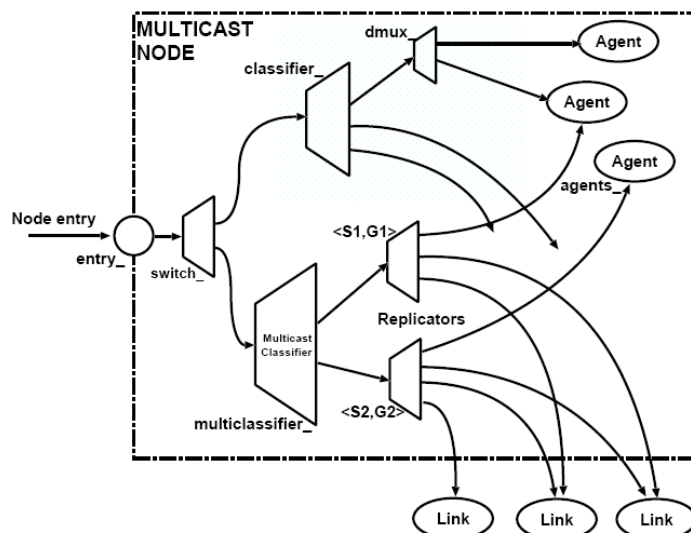 MULTICAST
NODE
dmux_
Agent
classifier_
Agent
Agent
agents_
Node entry
<S1,G1>
entry_
switch_
Replicators
Multicast
Classifier
<S2,G2>
multiclassifier_
Link
Link
Link